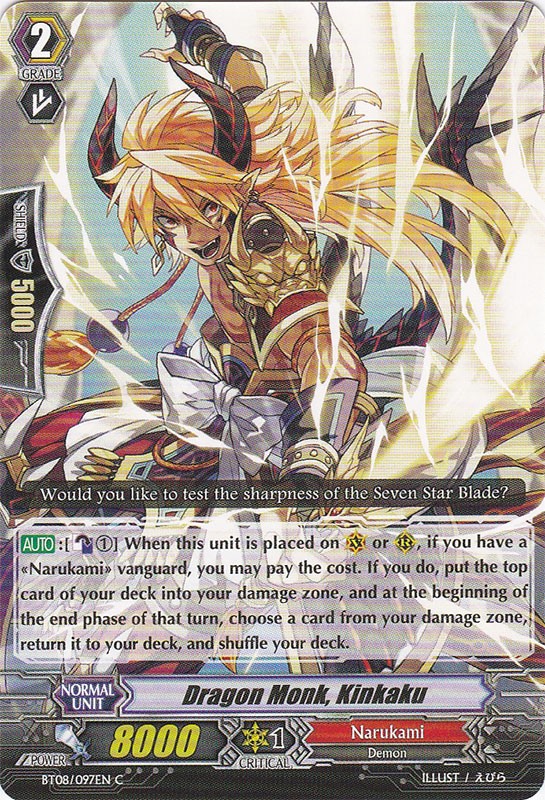 2
GRADE
SHIELD
5000
Would you like to test the sharpness of the Seven Star Blade?
AUTO :[ ①] When this unit is placed on V or R, if you have a
«Narukami» vanguard, you may pay the cost. If you do, put the top
card of your deck into your damage zone, and at the beginning of
the end phase of that turn, choose a card from your damage zone,
return it to your deck, and shuffle your deck.
NORMAL
UNIT
Dragon Monk, Kinkaku
POWER
8000
1
CRITICAL
Narukami
Demon
BT08/097EN C
ILLUST / えびら